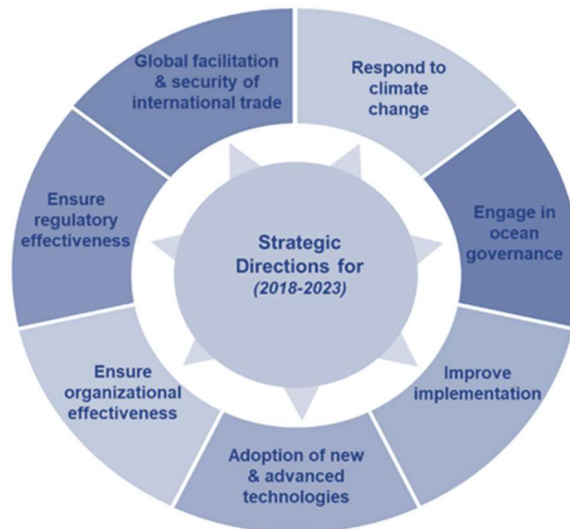 Global facilitation
& security of
international trade
Respond to
climate
change
Engage in
ocean
governance
Improve
implementation
Adoption of new
& advanced
technologies
Ensure
organizational
effectiveness
Ensure
regulatory
effectiveness
Strategic
Directions for
(2018-2023)